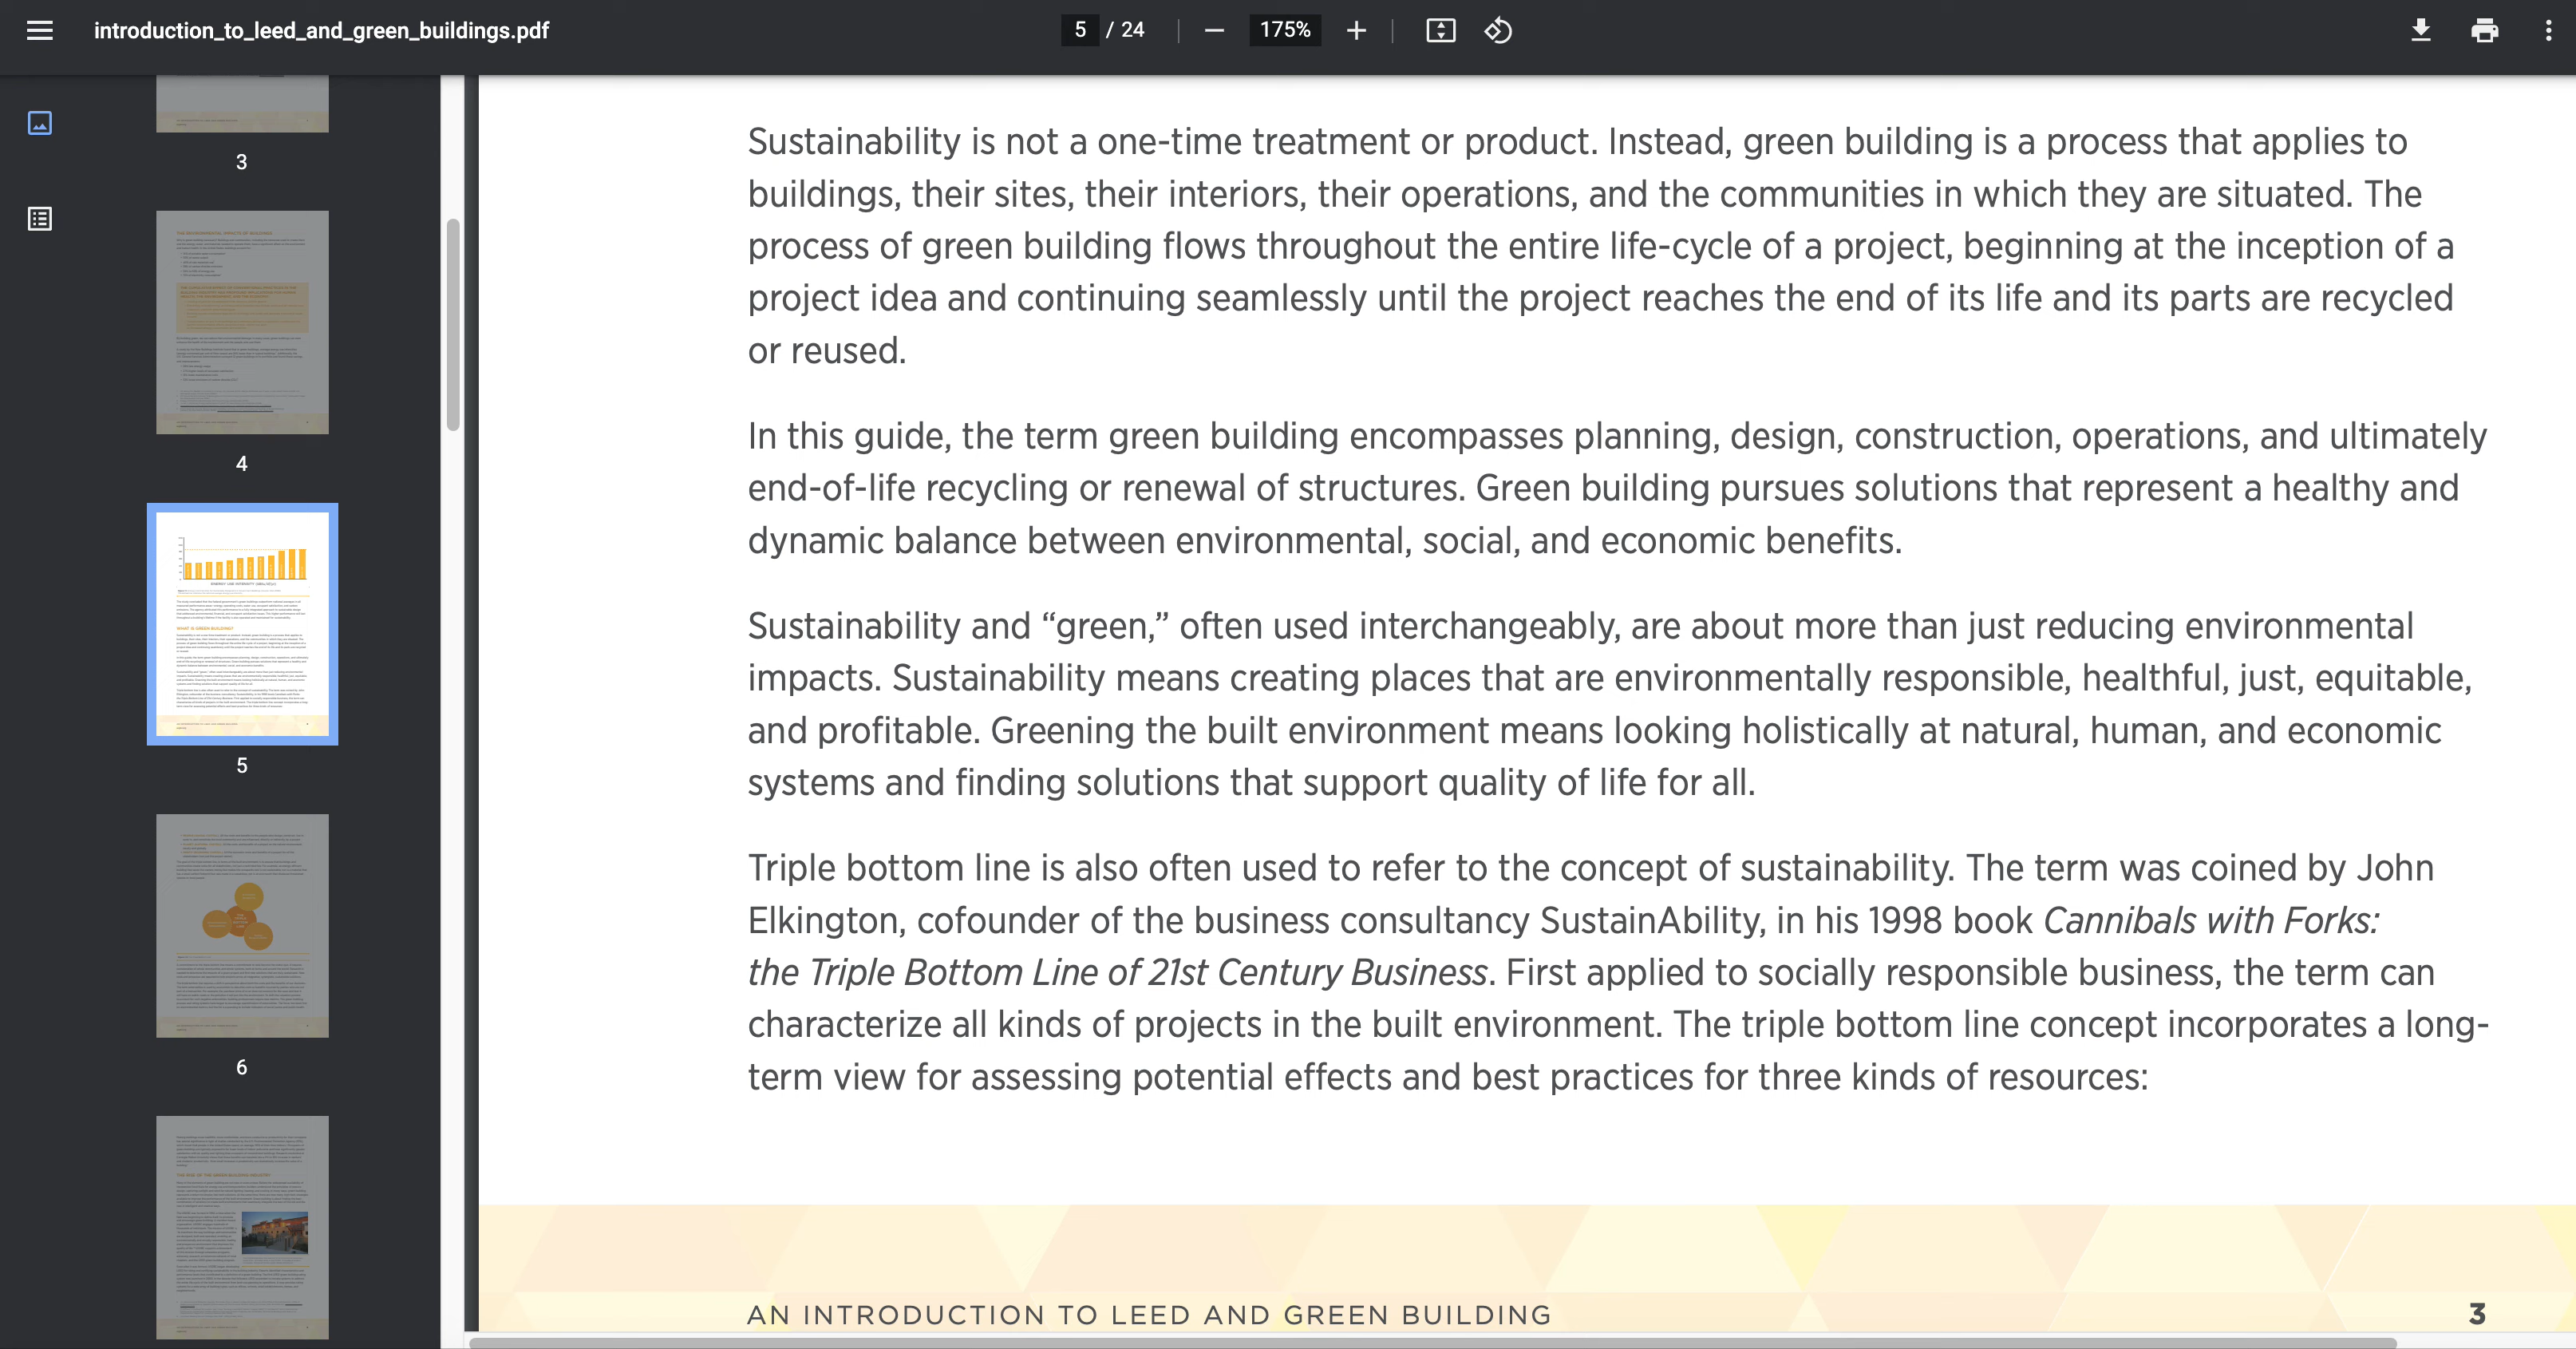 introduction_to_leed_and_green_buildings.pdf
5 / 24
175%
3
4
5
6
Sustainability is not a one-time treatment or product. Instead, green building is a process that applies to
buildings, their sites, their interiors, their operations, and the communities in which they are situated. The
process of green building flows throughout the entire life-cycle of a project, beginning at the inception of a
project idea and continuing seamlessly until the project reaches the end of its life and its parts are recycled
or reused.
In this guide, the term green building encompasses planning, design, construction, operations, and ultimately
end-of-life recycling or renewal of structures. Green building pursues solutions that represent a healthy and
dynamic balance between environmental, social, and economic benefits.
Sustainability and “green,” often used interchangeably, are about more than just reducing environmental
impacts. Sustainability means creating places that are environmentally responsible, healthful, just, equitable,
and profitable. Greening the built environment means looking holistically at natural, human, and economic
systems and finding solutions that support quality of life for all.
Triple bottom line is also often used to refer to the concept of sustainability. The term was coined by John
Elkington, cofounder of the business consultancy SustainAbility, in his 1998 book Cannibals with Forks:
the Triple Bottom Line of 21st Century Business. First applied to socially responsible business, the term can
characterize all kinds of projects in the built environment. The triple bottom line concept incorporates a long-
term view for assessing potential effects and best practices for three kinds of resources:
AN INTRODUCTION TO LEED AND GREEN BUILDING
3